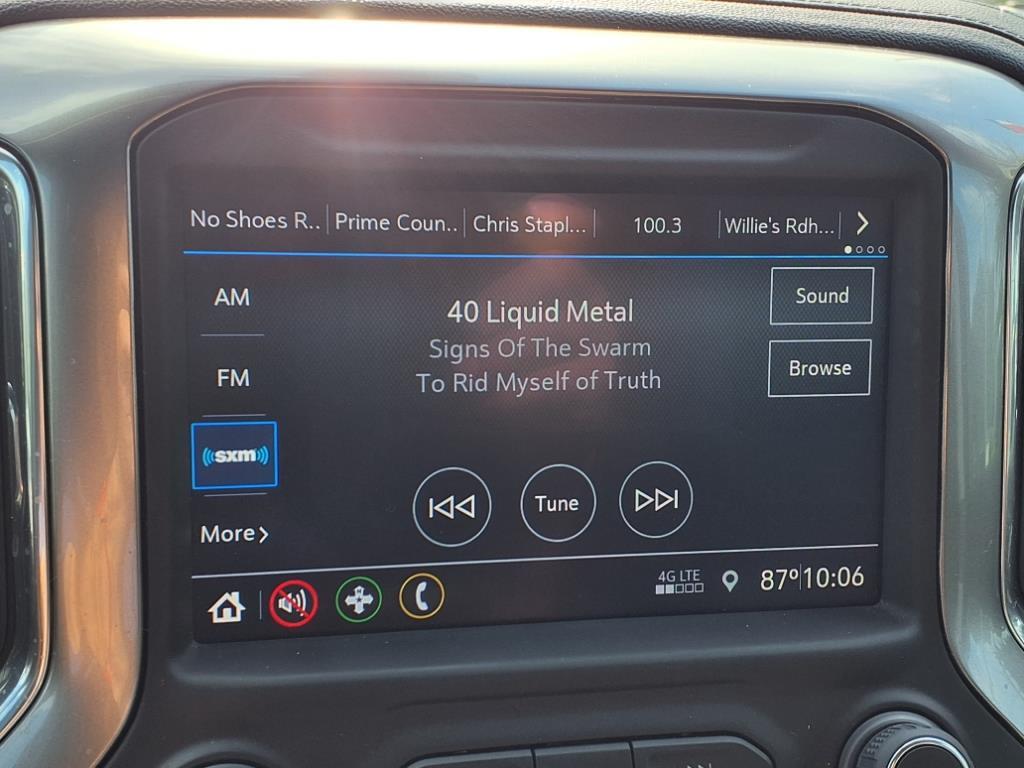 No Shoes R.. Prime Coun.. Chris Stapl... 100.3 Willie's Rdh...
AM
FM
sxm
More
40 Liquid Metal
Signs Of The Swarm
To Rid Myself of Truth
Sound
Browse
Tune
4G LTE
87° 10:06